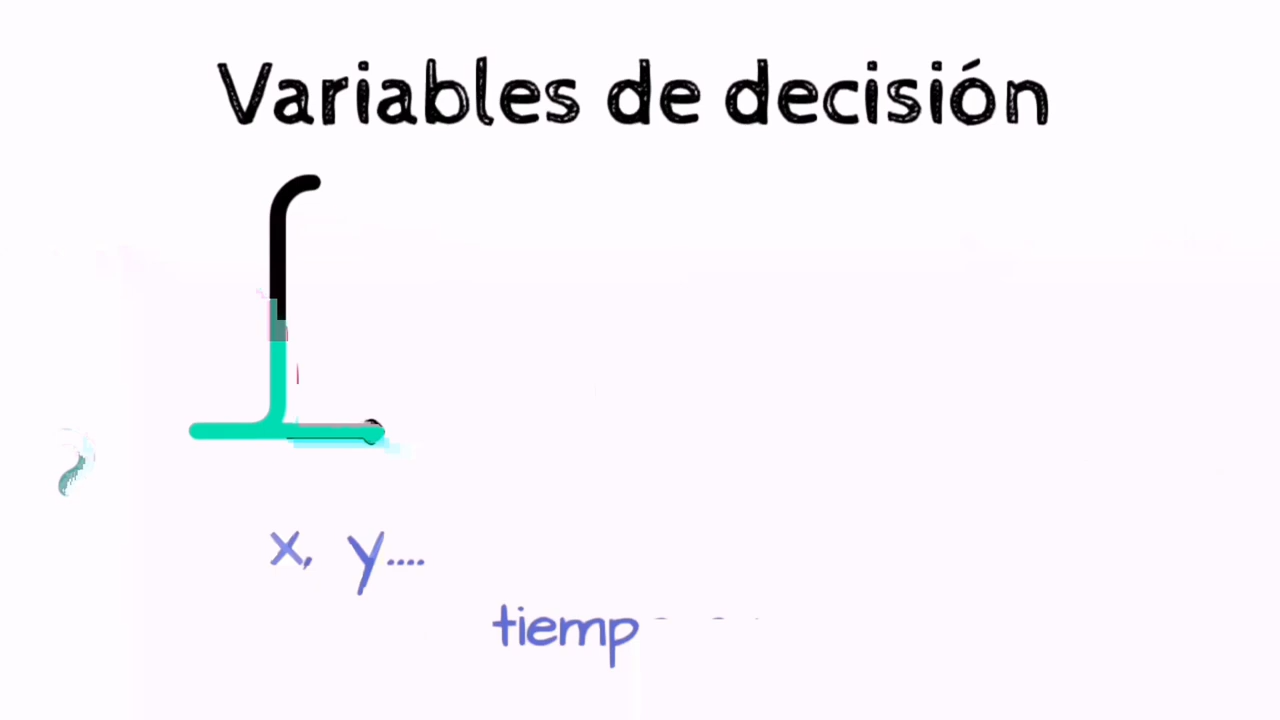 Variables de decisión
x, y....
tiemp